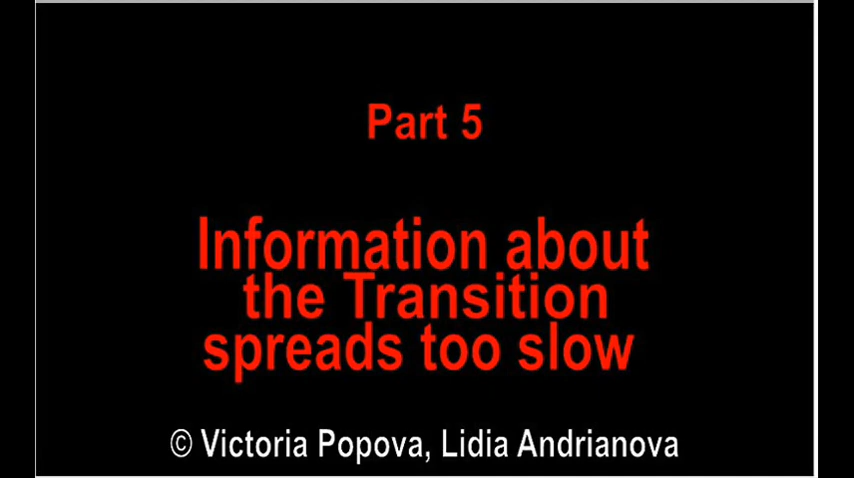 Part 5
Information about
the Transition
spreads too slow
© Victoria Popova, Lidia Andrianova